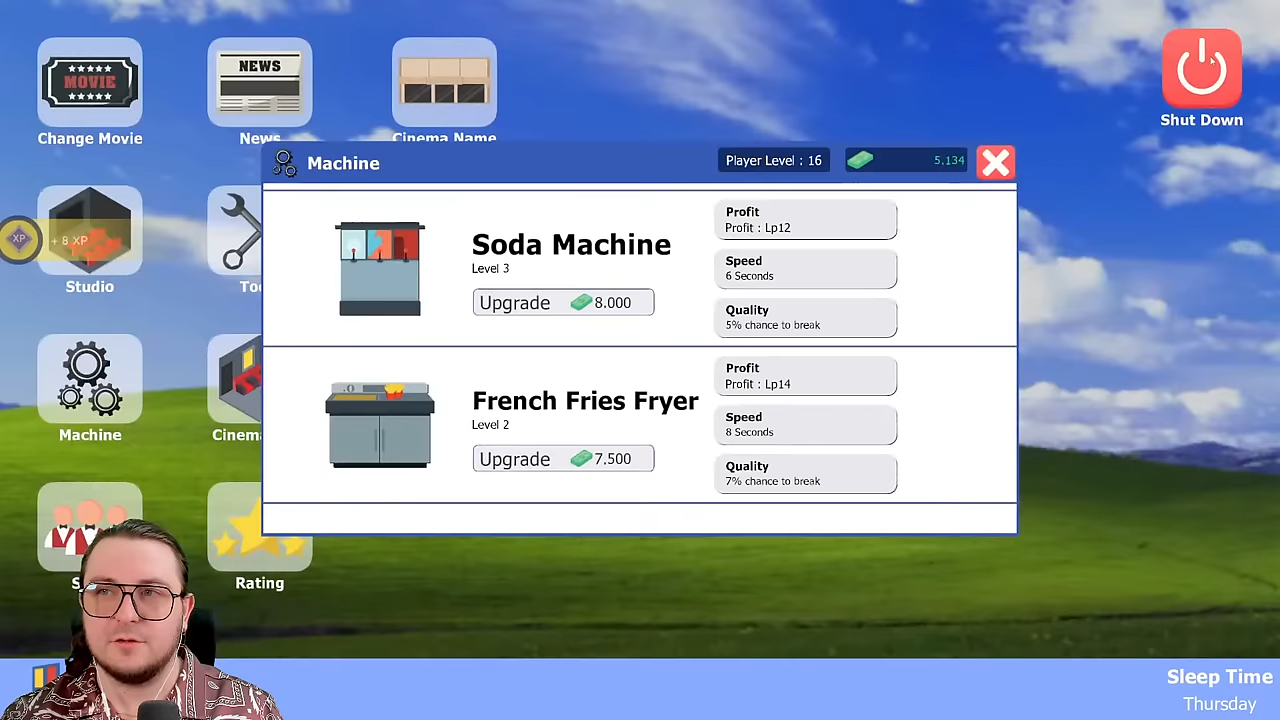 MOVIE
Change Movie
NEWS
News
Cinema Name
Shut Down
Machine
Player Level : 16
5.134
XP
+ 8 XP
Studio
Machine
Rating
Soda Machine
Level 3
Upgrade 8.000
Profit
Profit : Lp12
Speed
6 Seconds
Quality
5% chance to break
French Fries Fryer
Level 2
Upgrade 7.500
Profit
Profit : Lp14
Speed
8 Seconds
Quality
7% chance to break
Sleep Time
Thursday